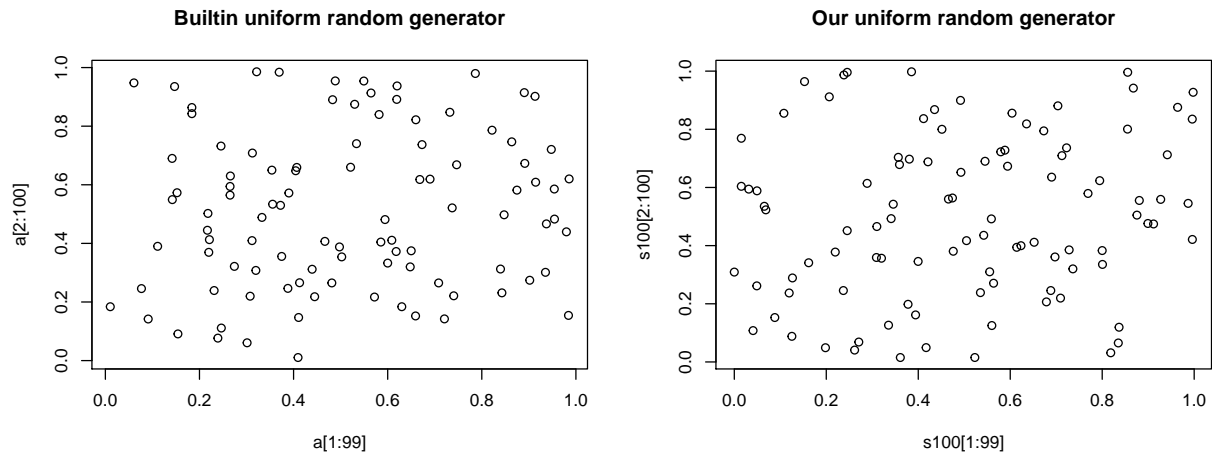 Builtin uniform random generator
a[2:100]
1.0
0.8
0.6
0.4
0.2
0.0
0.0 0.2 0.4 0.6 0.8 1.0
a[1:99]
Our uniform random generator
s100[2:100]
1.0
0.8
0.6
0.4
0.2
0.0
0.0 0.2 0.4 0.6 0.8 1.0
s100[1:99]